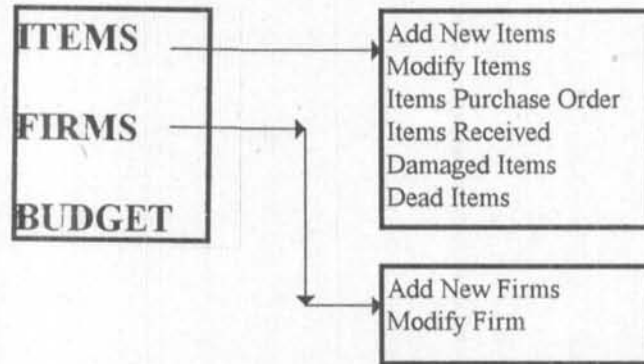 ITEMS
FIRMS
BUDGET
Add New Items
Modify Items
Items Purchase Order
Items Received
Damaged Items
Dead Items
Add New Firms
Modify Firm